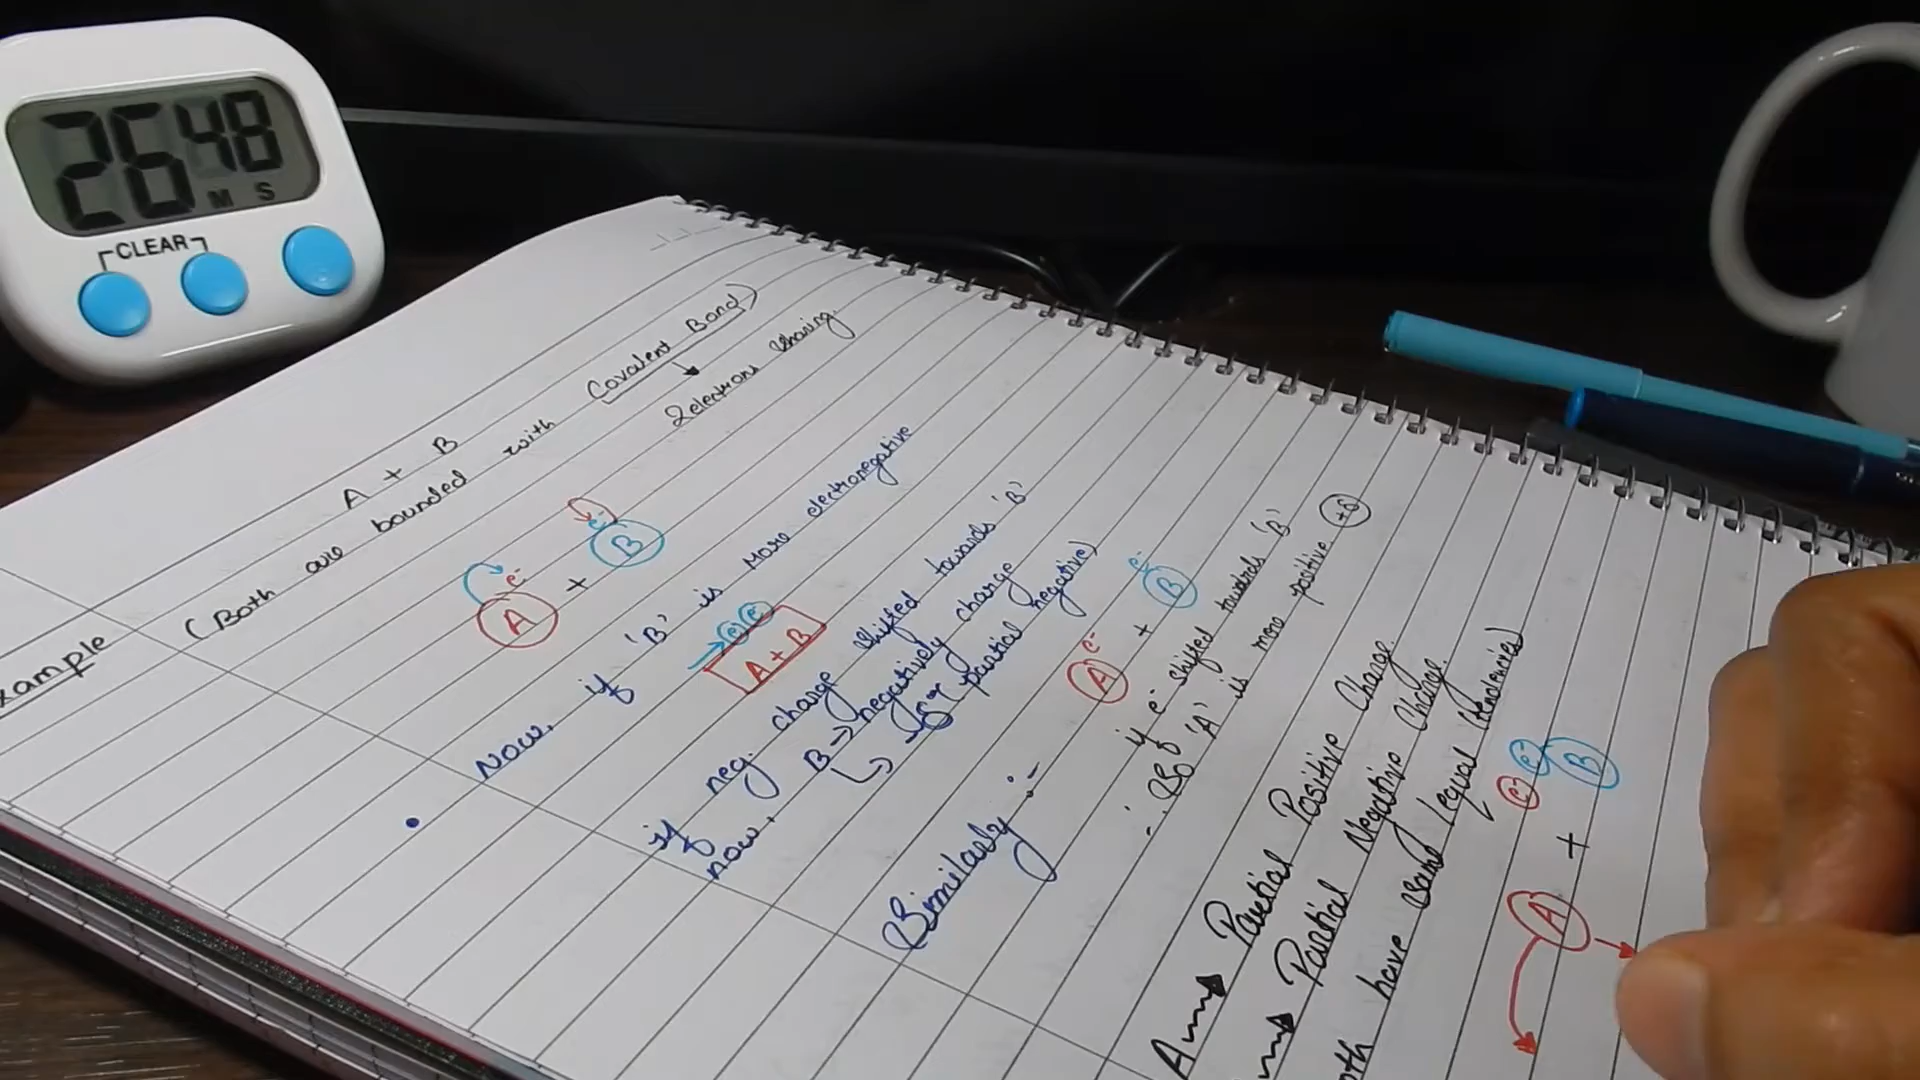 26 48
M S
CLEAR
xample
A + B
(Both are bounded with (Covalent Bond)
2electrons sharing.
e⁻ e⁻
A + B
Now, if 'B' is more electronegative
e e⁻
A + B
if neg. charge shifted towards 'B'
now, B → negatively charge
partial negative)
Similarly :-
e⁻ e⁻
A + B
if e⁻ shifted towards 'B'
∴ So 'A' is more positive +δ
A Partial Positive Charge.
Partial Negative Charge.
oth have same (equal tendencies)
e⁻ e⁻
A + B